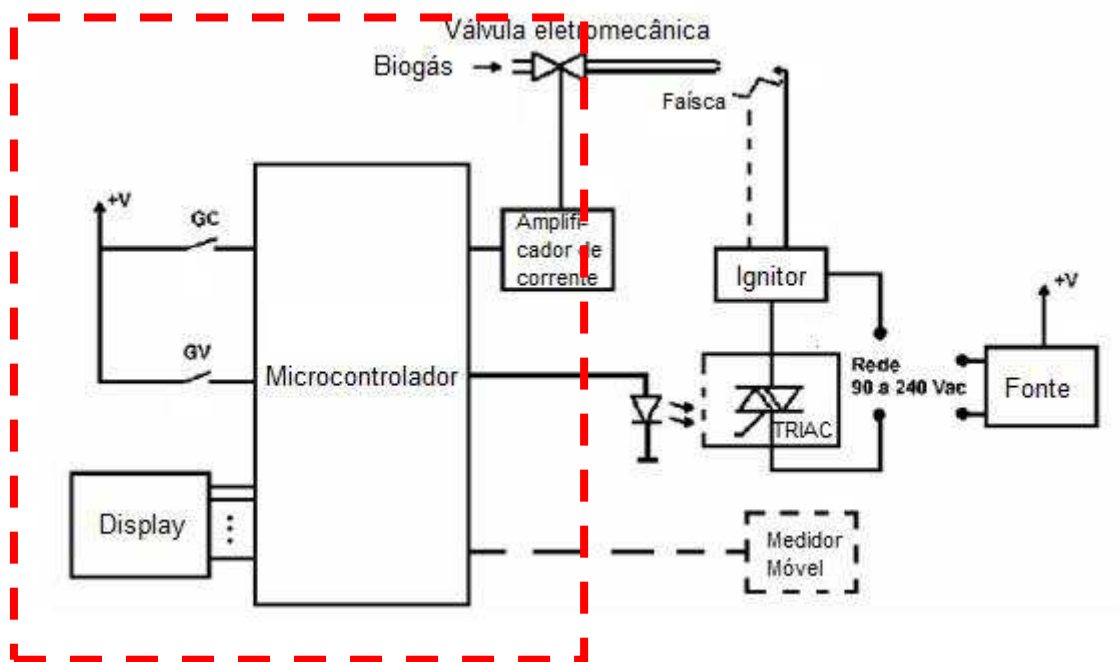 Válvula eletromecânica
Biogás
Faísca
+V
GC
Amplifi-
cador de
corrente
Ignitor
+V
GV
Microcontrolador
Rede
90 a 240 Vac
Fonte
TRIAC
Display
Medidor
Móvel